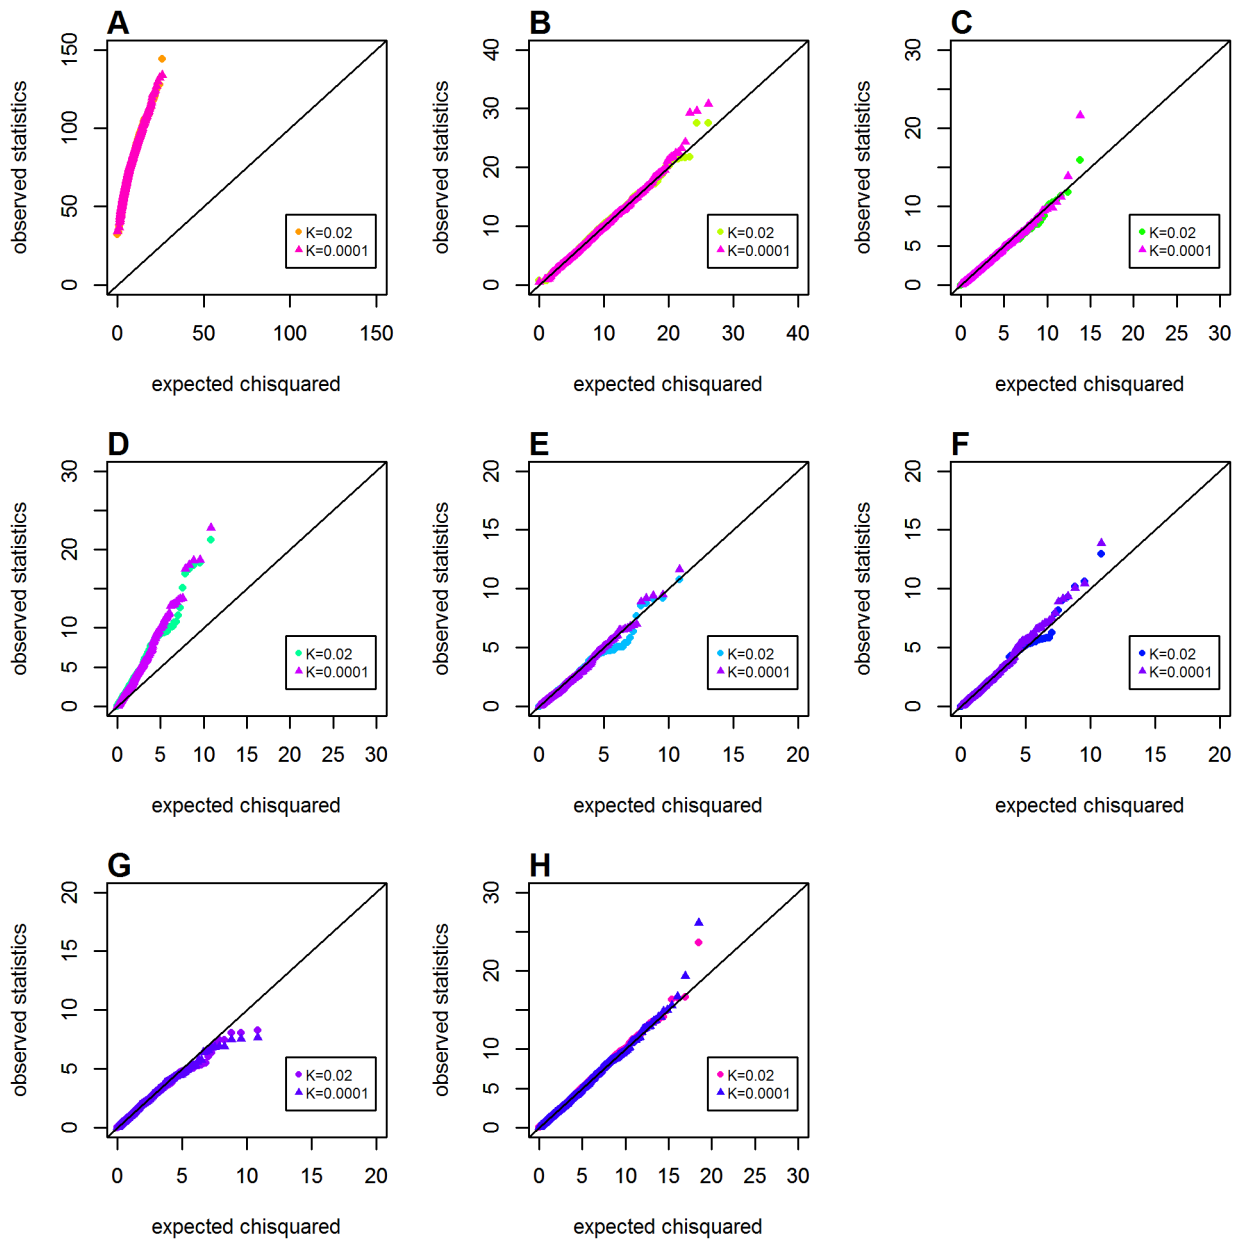 A
observed statistics
150
100
50
0
K=0.02
K=0.0001
0 50 100 150
expected chisquared
B
observed statistics
40
30
20
10
0
K=0.02
K=0.0001
0 10 20 30 40
expected chisquared
C
observed statistics
30
20
10
5
0
K=0.02
K=0.0001
0 5 10 15 20 25 30
expected chisquared
D
observed statistics
30
20
10
5
0
K=0.02
K=0.0001
0 5 10 15 20 25 30
expected chisquared
E
observed statistics
20
15
10
5
0
K=0.02
K=0.0001
0 5 10 15 20
expected chisquared
F
observed statistics
20
15
10
5
0
K=0.02
K=0.0001
0 5 10 15 20
expected chisquared
G
observed statistics
20
15
10
5
0
K=0.02
K=0.0001
0 5 10 15 20
expected chisquared
H
observed statistics
30
20
10
5
0
K=0.02
K=0.0001
0 5 10 15 20 25 30
expected chisquared